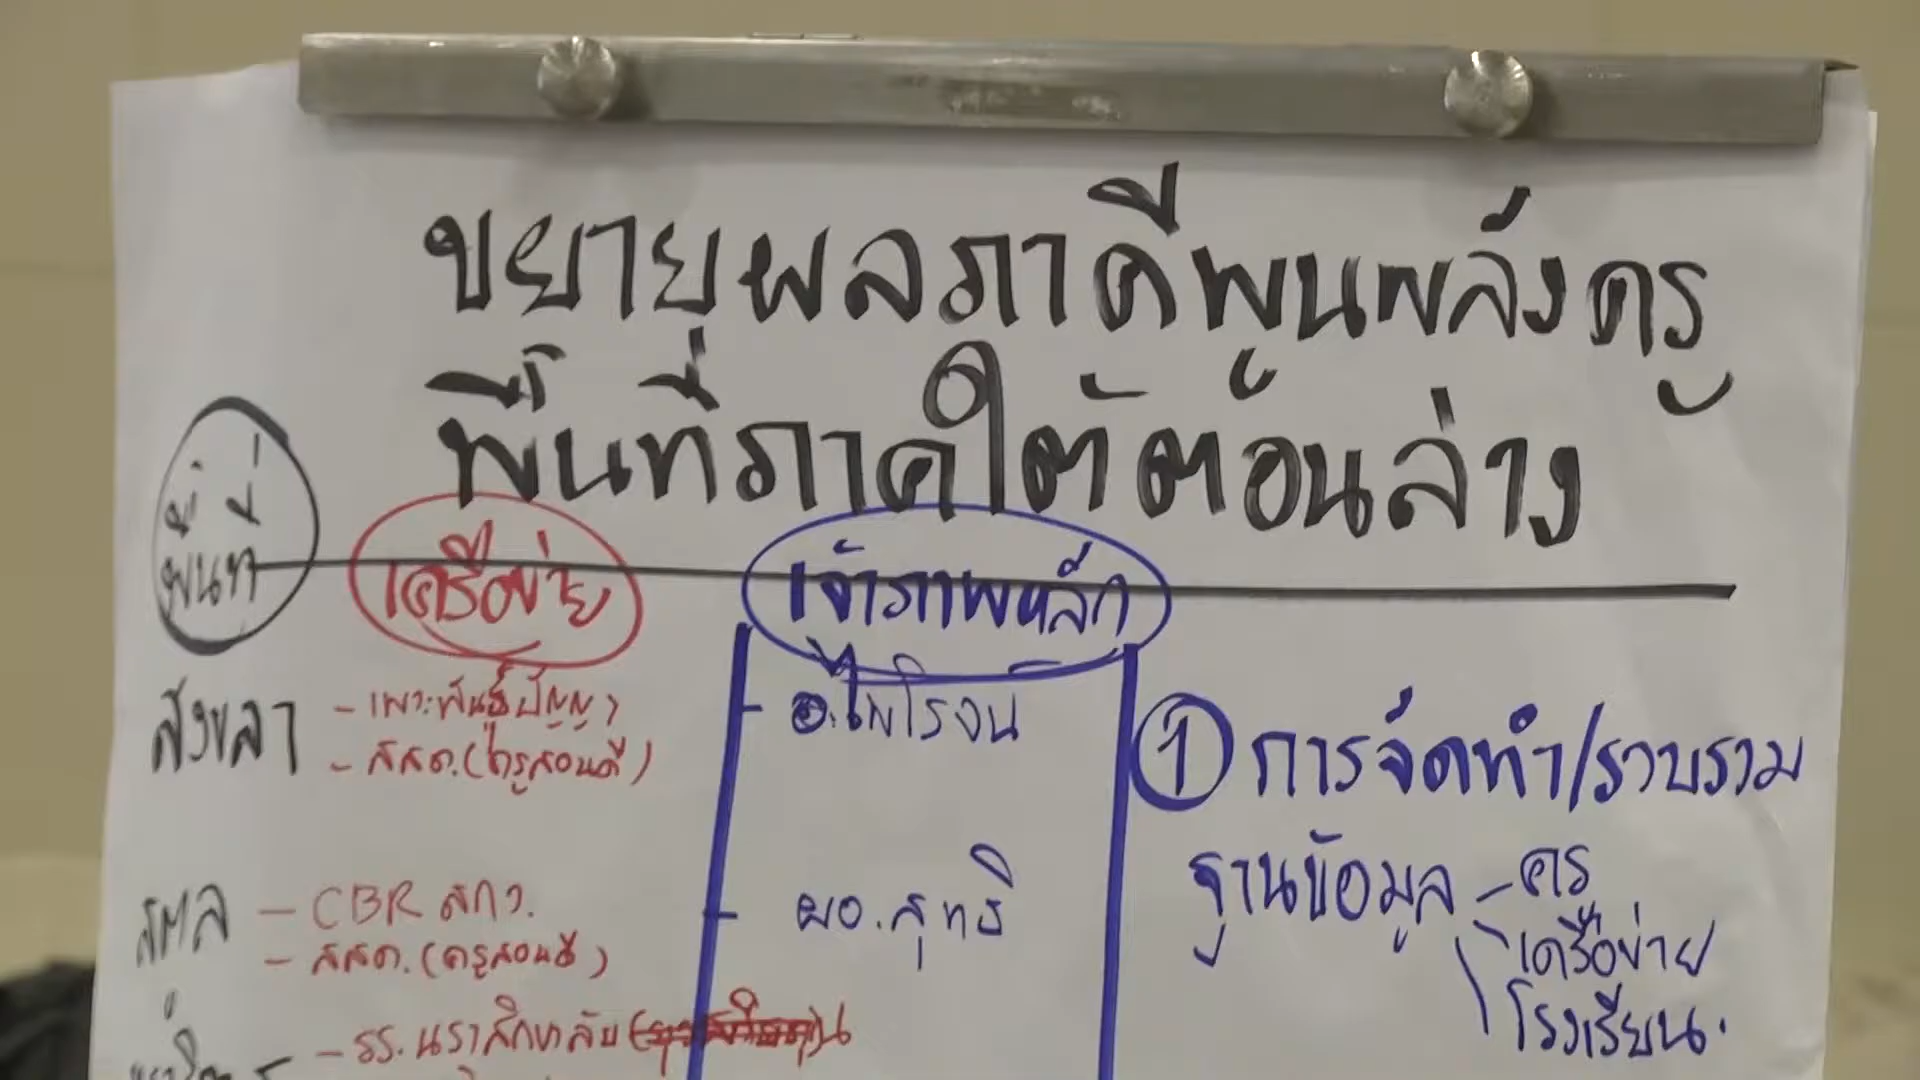 ขยายผลภาคีพูนพลังครู
พื้นที่ภาคใต้ตอนล่าง
พื้นที่
เครือข่าย
เจ้าภาพหลัก
สงขลา
- เพาะพันธุ์ปัญญา
- สสค. (ครูสอนดี)
- อ.ไพโรจน์
① การจัดทำ/รวบรวม
ฐานข้อมูล
- ครู
- เครือข่าย
โรงเรียน.
สตูล
- CBR สกว.
- สสค. (ครูสอนดี)
- ผอ. สุทธิ
- รร. นราสิกขาลัย